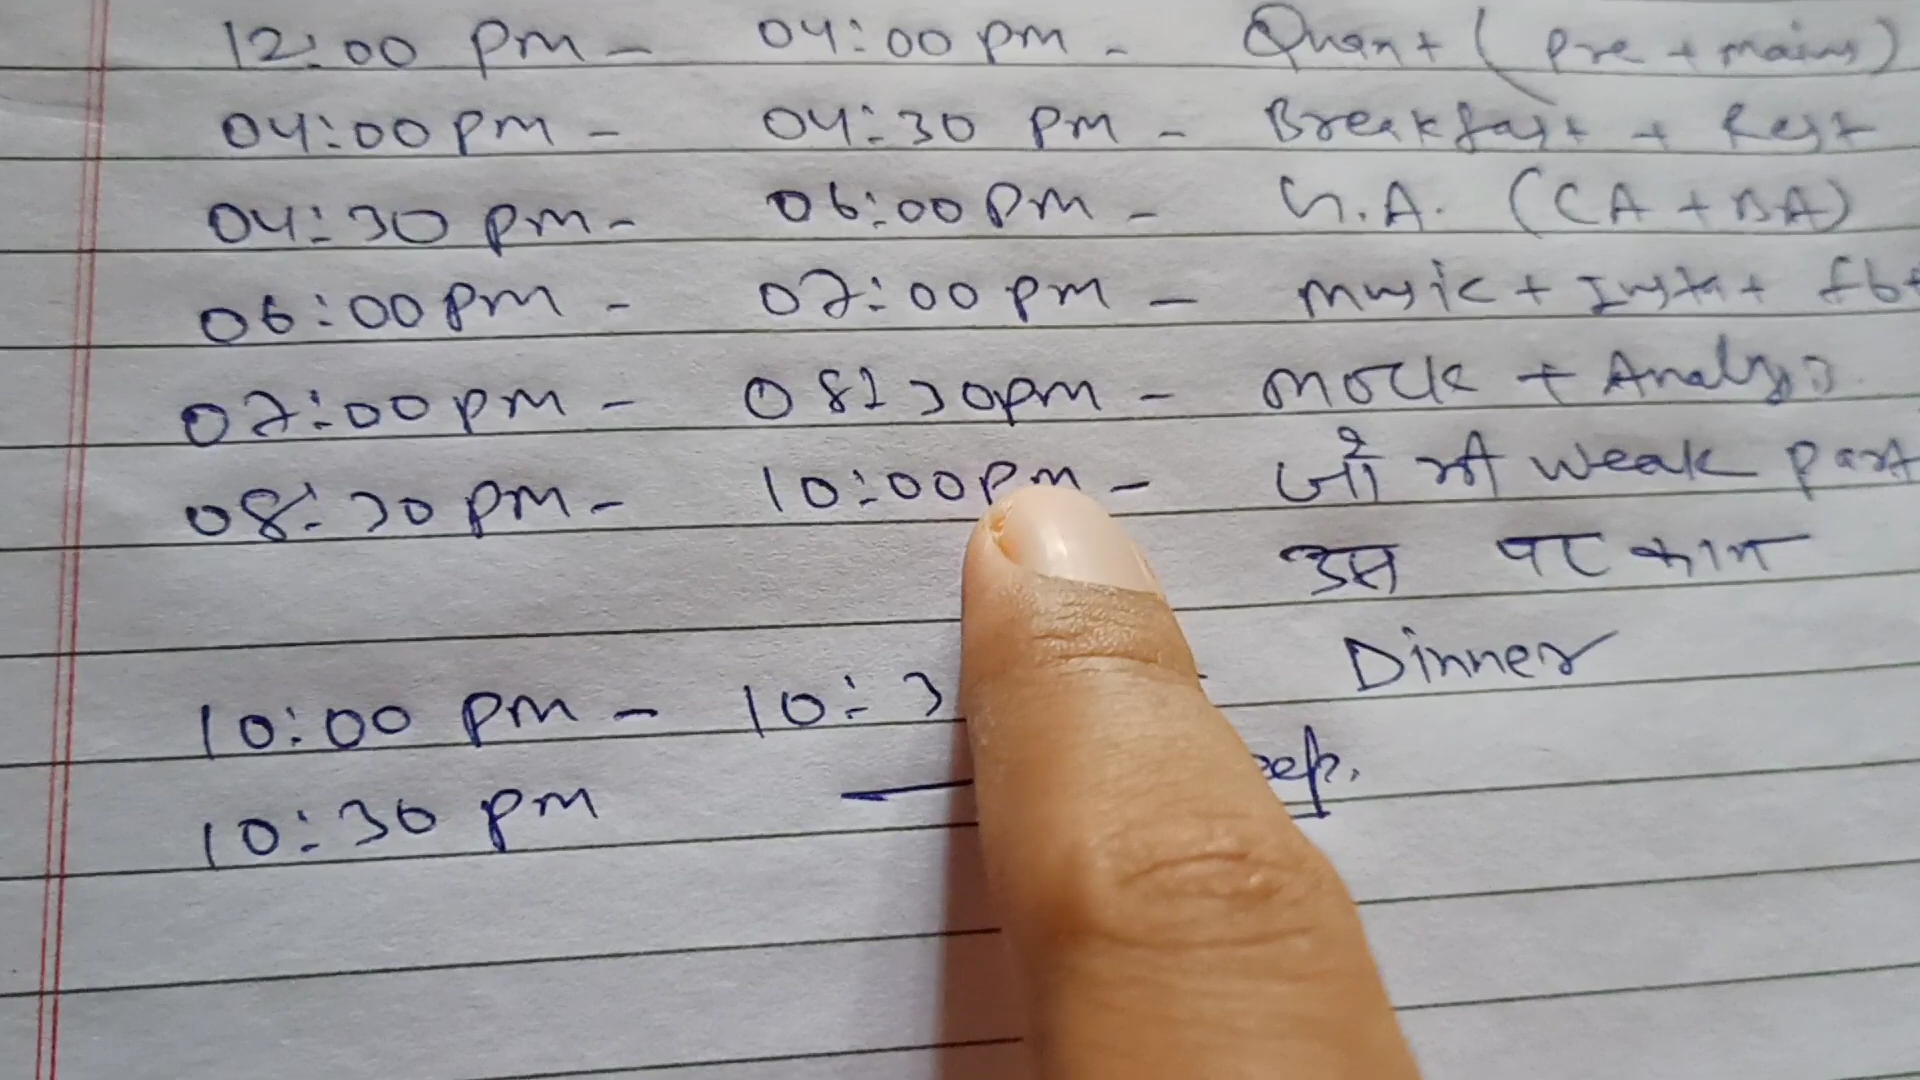 12:00 pm - 04:00 pm - Quant (pre + mains)
04:00 pm - 04:30 pm - Breakfast + Rest
04:30 pm - 06:00 pm - G.A. (CA + BA)
06:00 pm - 07:00 pm - music + Insta + fb+
07:00 pm - 08:30 pm - mock + Analysis
08:30 pm - 10:00 pm - जो भी weak part
उस पर काम
10:00 pm - 10:3 Dinner
10:30 pm —